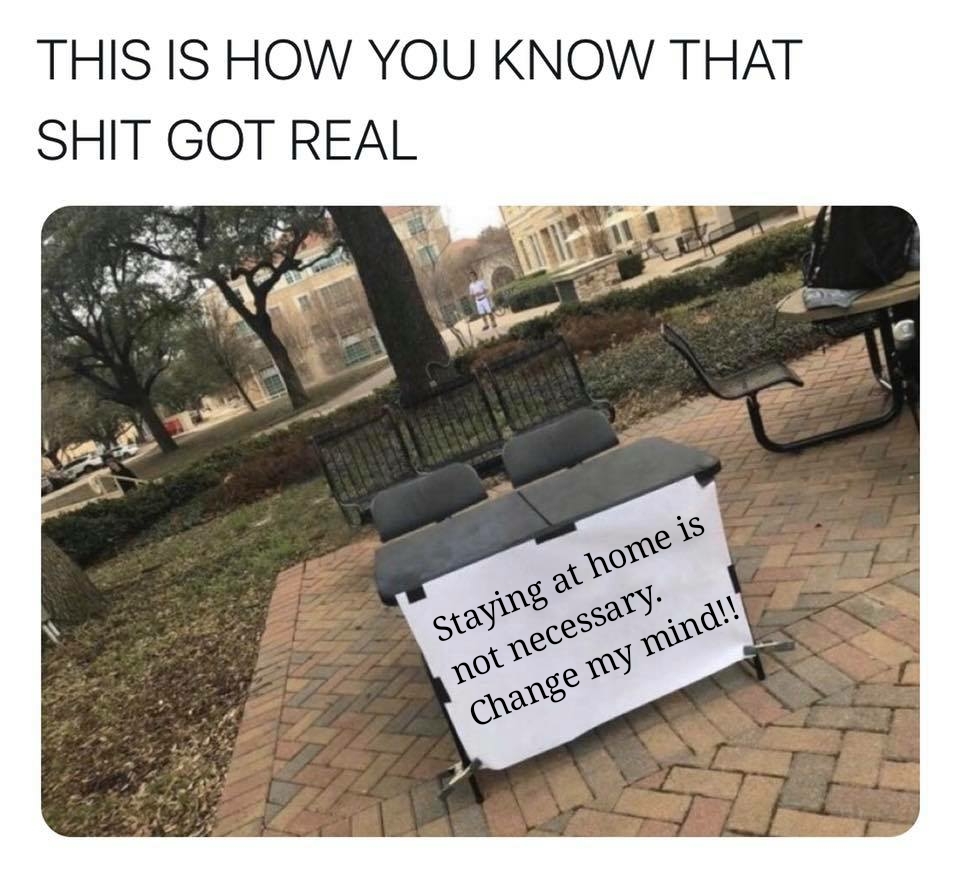 THIS IS HOW YOU KNOW THAT
SHIT GOT REAL
Staying at home is
not necessary.
Change my mind!!